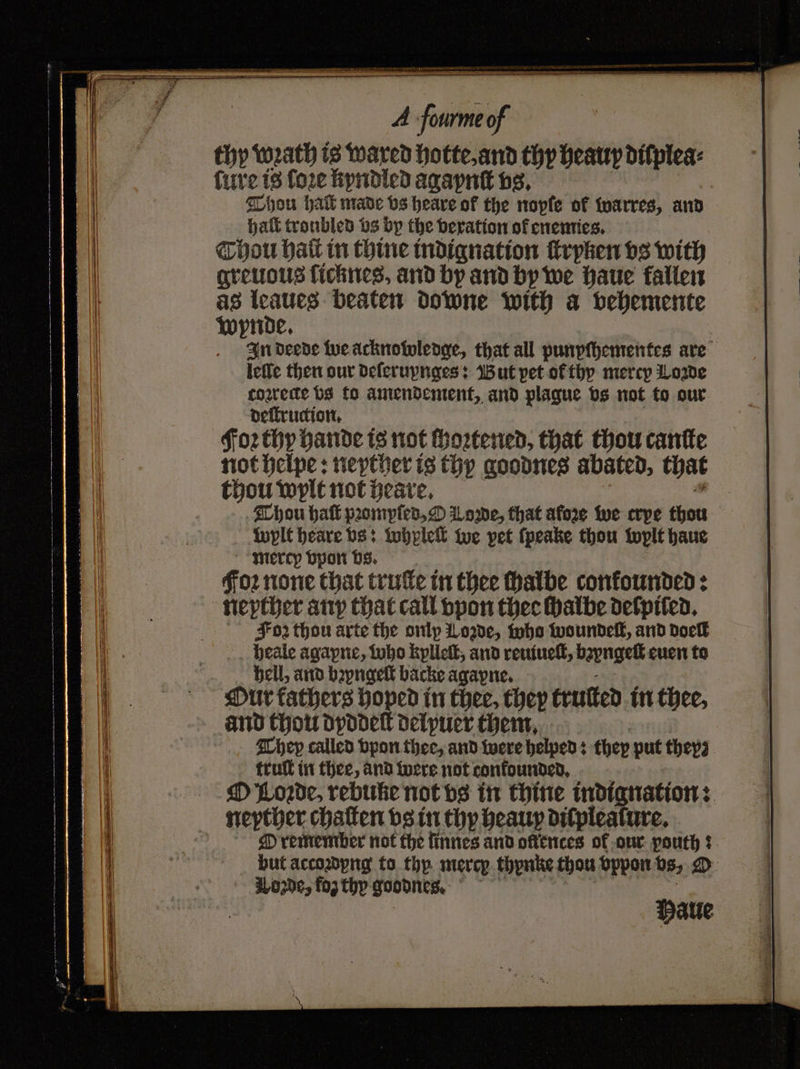 A fourme of
thy wrath is waxed hotte, and thy heauy displea-
sure is sore kyndled agaynst vs.
Thou hast made vs heare of the noyse of warres, and
hast troubled vs by the vexation of enemies.
Thou hast in thine indignation stryken vs with
greuous sicknes, and by and by we haue fallen
as leaues beaten downe with a vehemente
wynde.
In deede we acknowledge, that all punyshementes are
lesse then our deseruynges: But yet of thy mercy Lorde
correcte vs to amendement, and plague vs not to our
destruction.
For thy hande is not shortened, that thou canste
not helpe: neyther is thy goodnes abated, that
thou wylt not heare.
Thou hast promysed, O Lorde, that afore we crye thou
wylt heare vs: whylest we yet speake thou wylt haue
mercy vpon vs.
For none that truste in thee shalbe confounded:
neyther any that call vpon thee shalbe despised.
For thou arte the only Lorde, who woundest, and doest
heale agayne, who kyllest, and reuiuest, bryngest euen to
hell, and bryngest backe agayne.
Our fathers hoped in thee, they trusted in thee,
and thou dyddest delyuer them.
They called vpon thee, and were helped: they put theyr
trust in thee, and were not confounded.
O Lorde, rebuke not vs in thine indignation:
neyther chasten vs in thy heauy displeasure.
O remember not the sinnes and offences of our youth:
but accordyng to thy mercy thynke thou vppon vs, O
Lorde, for thy goodnes.
Haue